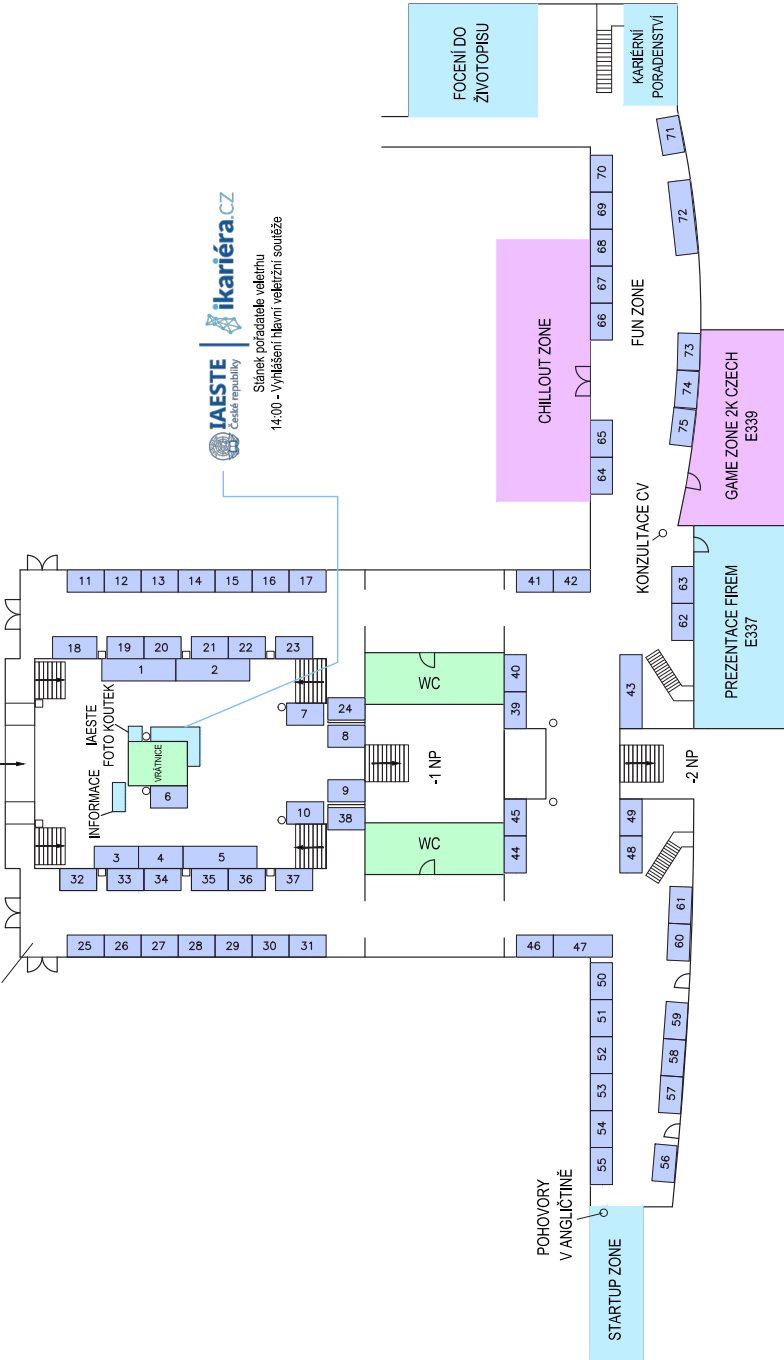 FOCENÍ DO
ŽIVOTOPISU
KARIÉRNÍ
PORADENSTVÍ
IAESTE
České republiky
ikariéra.cz
Stánek pořadatele veletrhu
14:00 - Vyhlášení hlavní veletržní soutěže
71
72
70
69
68
67
66
CHILLOUT ZONE
FUN ZONE
73
74
75
65
64
GAME ZONE 2K CZECH
E339
KONZULTACE CV
63
62
PREZENTACE FIREM
E337
11
12
13
14
15
16
17
41
42
18
19
20
21
22
23
1
2
WC
40
39
43
7
24
8
IAESTE
FOTO KOUTEK
VRÁTNICE
INFORMACE
6
-1 NP
-2 NP
9
10
38
3
4
5
WC
45
44
49
48
32
33
34
35
36
37
61
60
25
26
27
28
29
30
31
46
47
50
51
52
53
54
55
59
58
57
56
POHOVORY
V ANGLIČTINĚ
STARTUP ZONE